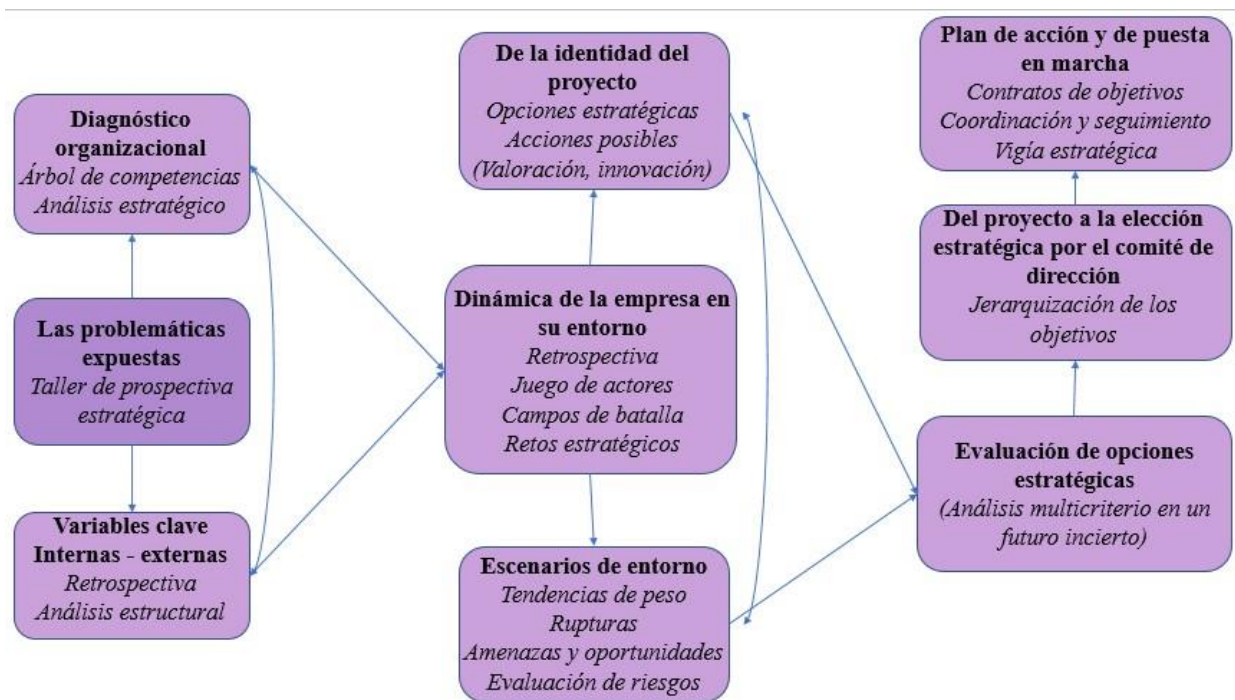 Diagnóstico
organizacional
Árbol de competencias
Análisis estratégico
Las problemáticas
expuestas
Taller de prospectiva
estratégica
Variables clave
Internas - externas
Retrospectiva
Análisis estructural
De la identidad del
proyecto
Opciones estratégicas
Acciones posibles
(Valoración, innovación)
Dinámica de la empresa en
su entorno
Retrospectiva
Juego de actores
Campos de batalla
Retos estratégicos
Escenarios de entorno
Tendencias de peso
Rupturas
Amenazas y oportunidades
Evaluación de riesgos
Plan de acción y de puesta
en marcha
Contratos de objetivos
Coordinación y seguimiento
Vigía estratégica
Del proyecto a la elección
estratégica por el comité de
dirección
Jerarquización de los
objetivos
Evaluación de opciones
estratégicas
(Análisis multicriterio en un
futuro incierto)